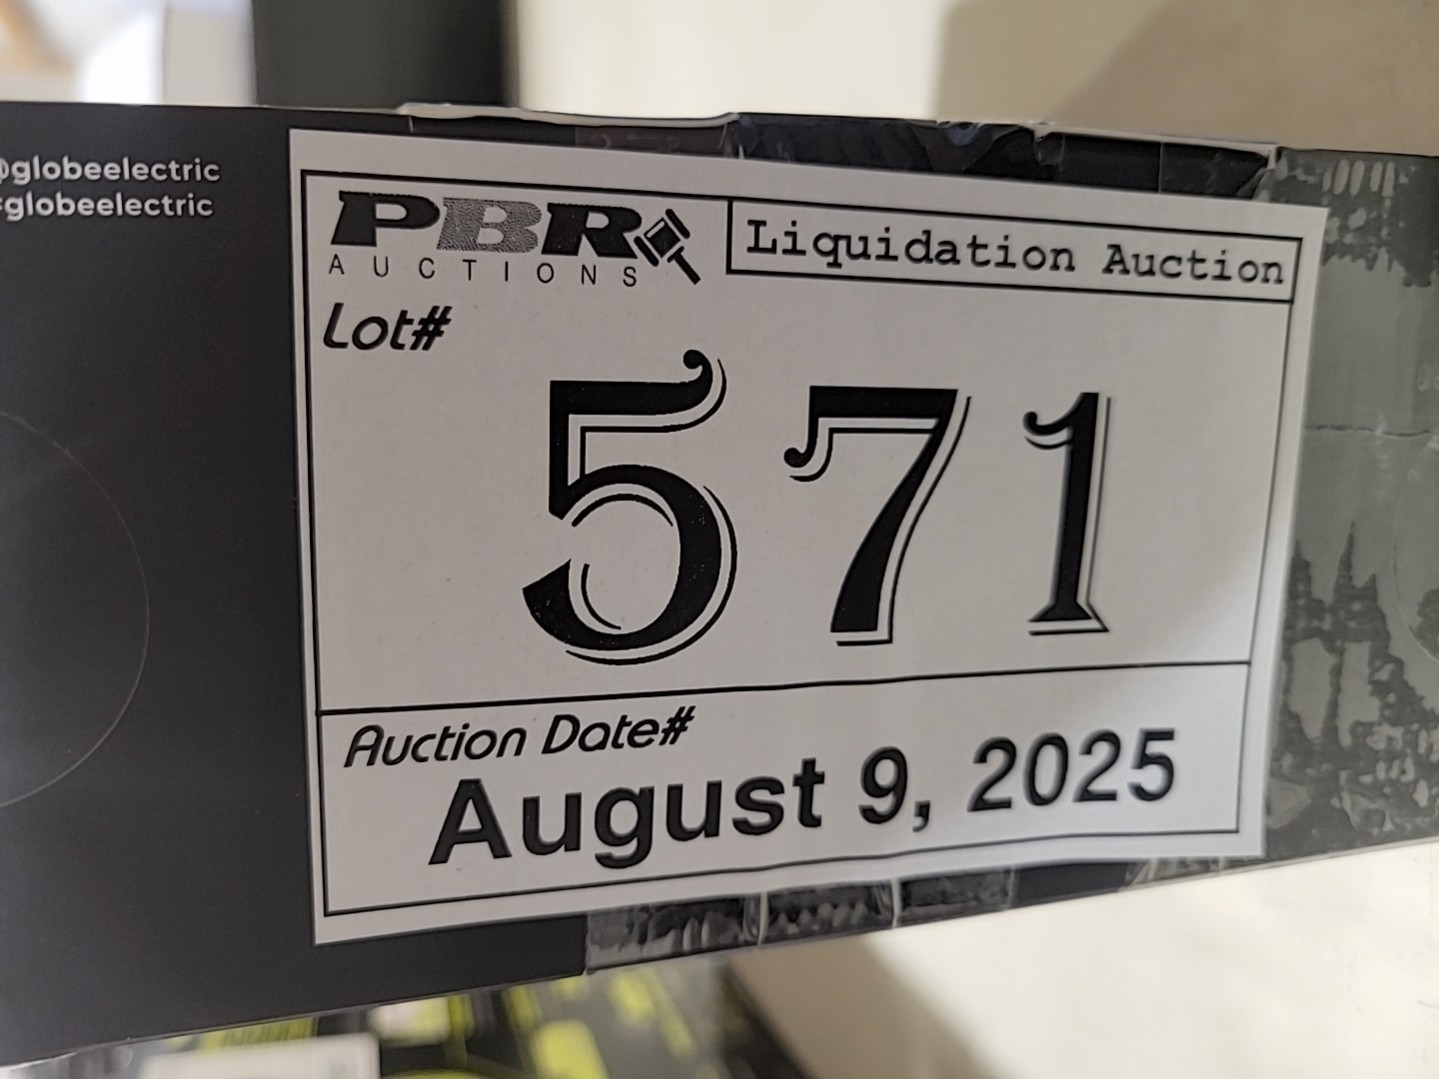 @globeelectric
#globeelectric
PBR
AUCTIONS
Liquidation Auction
Lot#
571
Auction Date#
August 9, 2025